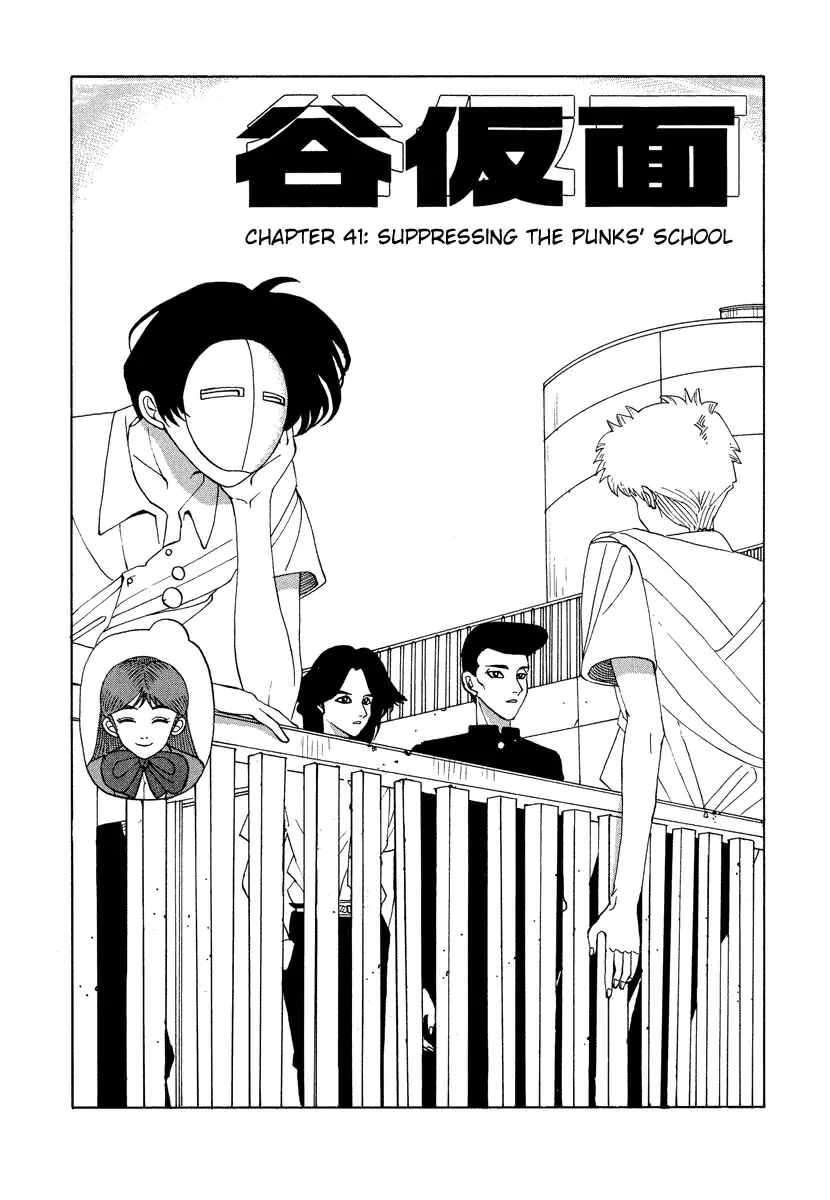 谷仮面
CHAPTER 41: SUPPRESSING THE PUNKS' SCHOOL